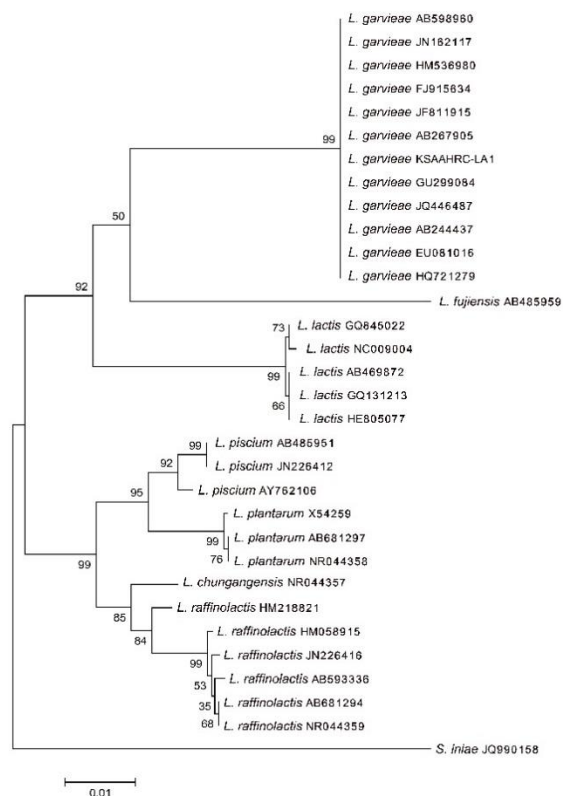 L. garvieae AB598960
L. garvieae JN162117
L. garvieae HM536980
L. garvieae FJ915634
L. garvieae JF811915
99
L. garvieae AB267905
L. garvieae KSAAHRC-LA1
L. garvieae GU299084
L. garvieae JQ446487
50
L. garvieae AB244437
L. garvieae EU081016
L. garvieae HQ721279
92
L. fujiensis AB485959
73
L. lactis GQ845022
L. lactis NC009004
99
L. lactis AB469872
L. lactis GQ131213
66
L. lactis HE805077
99
L. piscium AB485951
92
L. piscium JN226412
95
L. piscium AY762106
L. plantarum X54259
99
L. plantarum AB681297
76
L. plantarum NR044358
99
L. chungangensis NR044357
85
L. raffinolactis HM218821
84
L. raffinolactis HM058915
99
L. raffinolactis JN226416
53
L. raffinolactis AB593336
35
L. raffinolactis AB681294
68
L. raffinolactis NR044359
S. iniae JQ990158
0.01